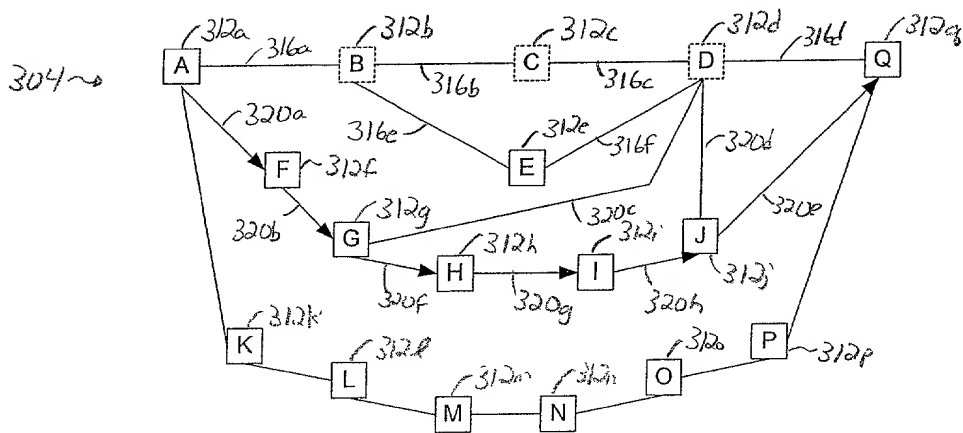 312a 312b 312c 312d 312q
304 A 316a B 316b C 316c D 316d Q
320a 316e 312e 316f 320d
F 312f E
320b 312g 320c 320e
G 312h 312i J
H I 312j
320f 320g 320h
312k K 312l 312o P 312p
L 312m 312n O
M N